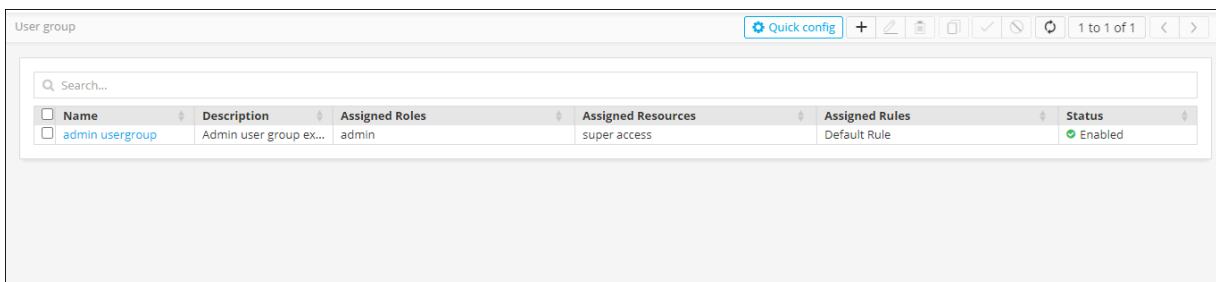 User group Quick config 1 to 1 of 1
Search...
Name Description Assigned Roles Assigned Resources Assigned Rules Status
admin usergroup Admin user group ex... admin super access Default Rule Enabled